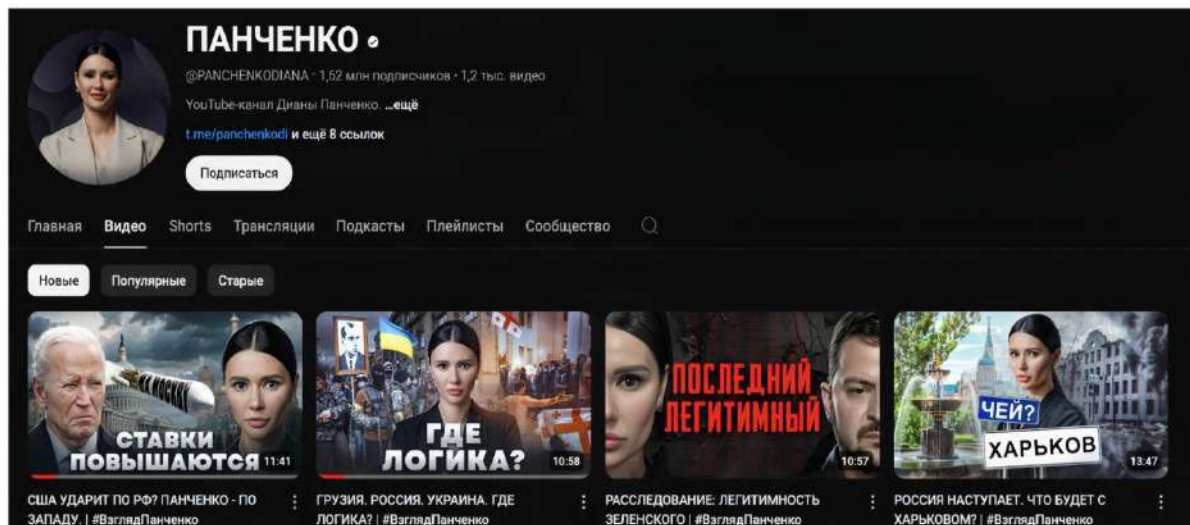 ПАНЧЕНКО
@PANCHENKODIANA · 1,52 млн подписчиков · 1,2 тыс. видео
YouTube-канал Дианы Панченко. ...ещё
t.me/panchenkodi и ещё 8 ссылок
Подписаться
Главная Видео Shorts Трансляции Подкасты Плейлисты Сообщество
Новые Популярные Старые
НА МОСКВУ
СТАВКИ ПОВЫШАЮТСЯ
11:41
ГДЕ ЛОГИКА?
10:58
ПОСЛЕДНИЙ ЛЕГИТИМНЫЙ
10:57
ЧЕЙ?
ХАРЬКОВ
13:47
США УДАРИТ ПО РФ? ПАНЧЕНКО - ПО ЗАПАДУ. | #ВзглядПанченко
ГРУЗИЯ. РОССИЯ. УКРАИНА. ГДЕ ЛОГИКА? | #ВзглядПанченко
РАССЛЕДОВАНИЕ: ЛЕГИТИМНОСТЬ ЗЕЛЕНСКОГО | #ВзглядПанченко
РОССИЯ НАСТУПАЕТ. ЧТО БУДЕТ С ХАРЬКОВОМ? | #ВзглядПанченко